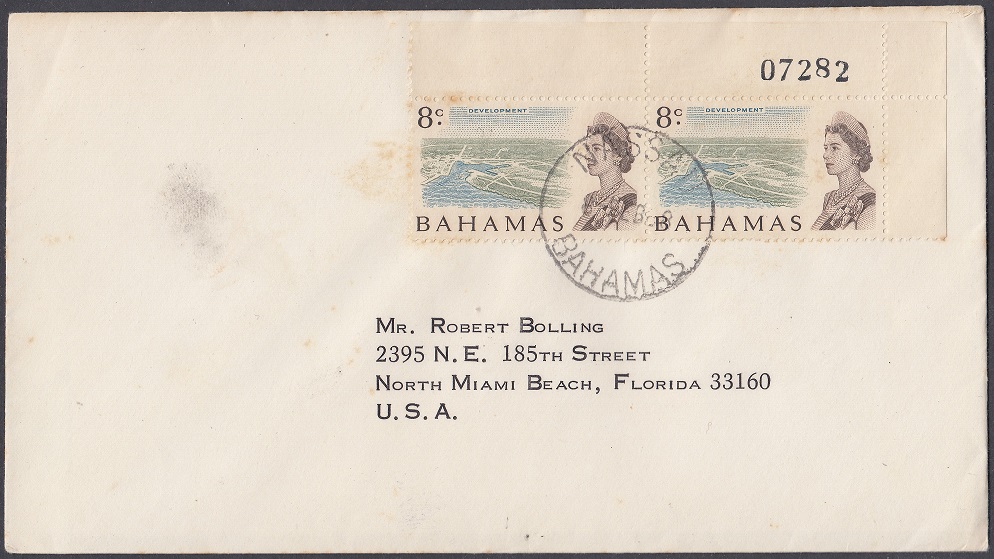 07282
8c DEVELOPMENT 8c DEVELOPMENT
BAHAMAS BAHAMAS
NASSA
BAHAMAS
MR. ROBERT BOLLING
2395 N.E. 185TH STREET
NORTH MIAMI BEACH, FLORIDA 33160
U.S.A.